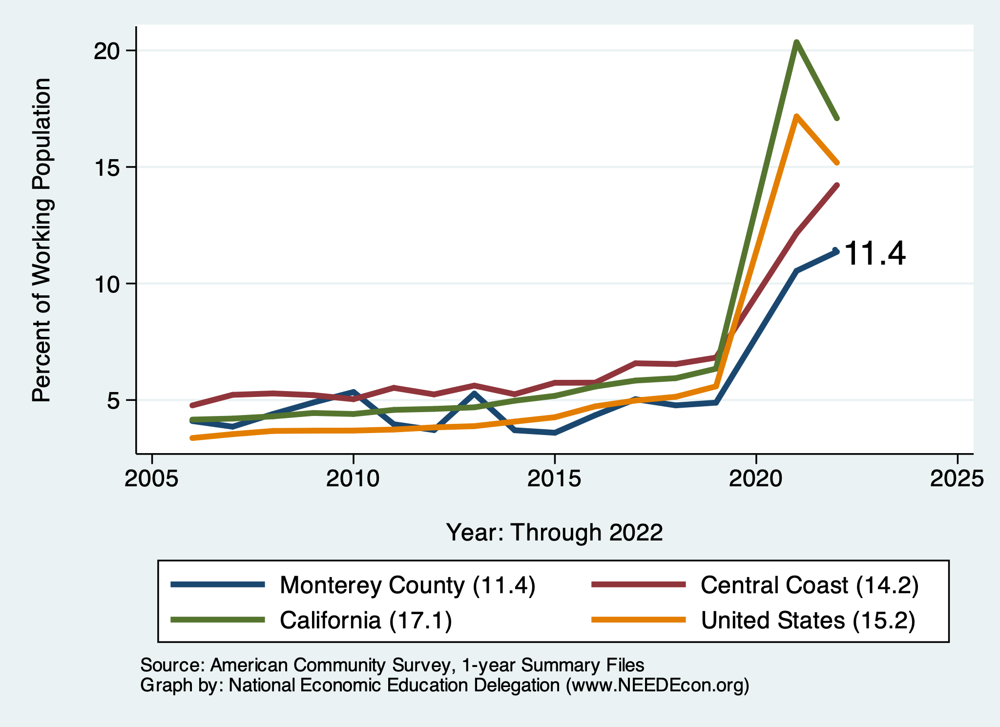 20
15
10
5
Percent of Working Population
11.4
2005 2010 2015 2020 2025
Year: Through 2022
Monterey County (11.4) Central Coast (14.2)
California (17.1) United States (15.2)
Source: American Community Survey, 1-year Summary Files
Graph by: National Economic Education Delegation (www.NEEDEcon.org)